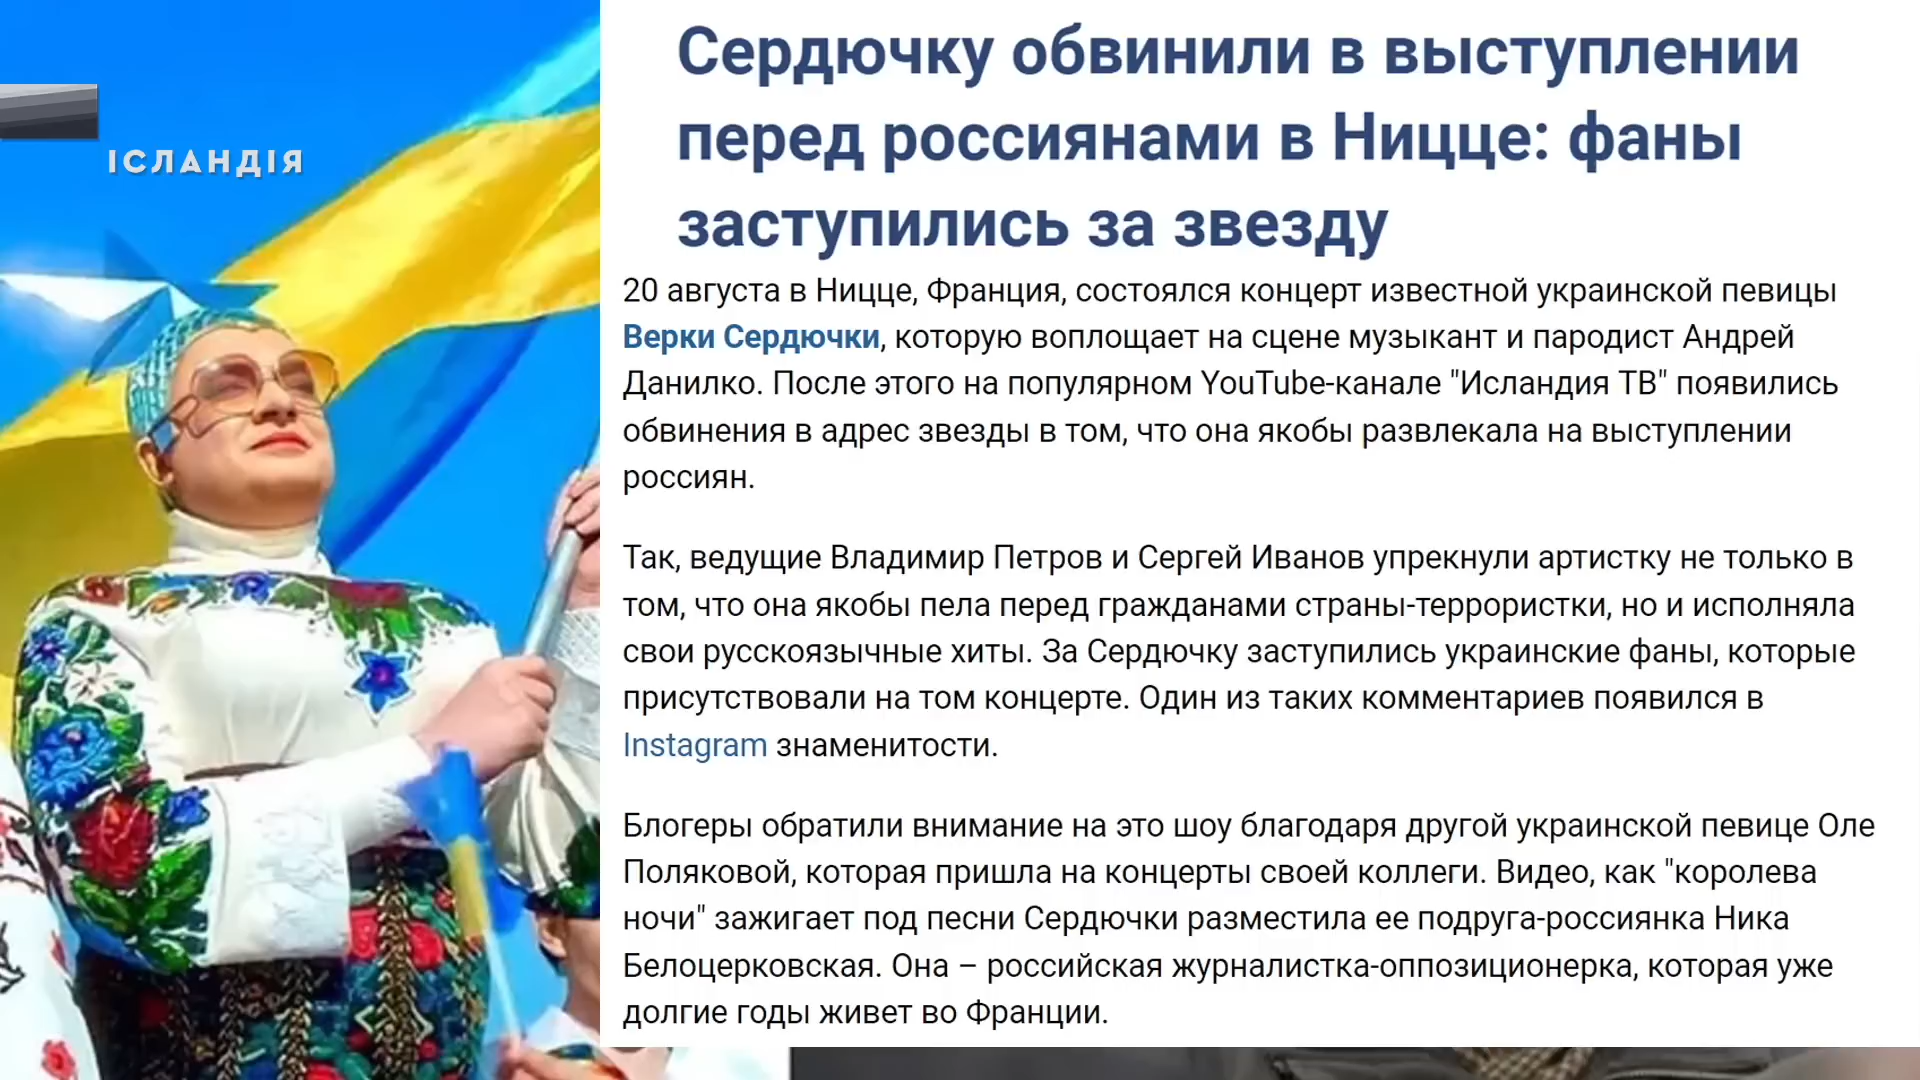 ІСЛАНДІЯ
Сердючку обвинили в выступлении
перед россиянами в Ницце: фаны
заступились за звезду
20 августа в Ницце, Франция, состоялся концерт известной украинской певицы
Верки Сердючки, которую воплощает на сцене музыкант и пародист Андрей
Данилко. После этого на популярном YouTube-канале "Исландия ТВ" появились
обвинения в адрес звезды в том, что она якобы развлекала на выступлении
россиян.
Так, ведущие Владимир Петров и Сергей Иванов упрекнули артистку не только в
том, что она якобы пела перед гражданами страны-террористки, но и исполняла
свои русскоязычные хиты. За Сердючку заступились украинские фаны, которые
присутствовали на том концерте. Один из таких комментариев появился в
Instagram знаменитости.
Блогеры обратили внимание на это шоу благодаря другой украинской певице Оле
Поляковой, которая пришла на концерты своей коллеги. Видео, как "королева
ночи" зажигает под песни Сердючки разместила ее подруга-россиянка Ника
Белоцерковская. Она – российская журналистка-оппозиционерка, которая уже
долгие годы живет во Франции.